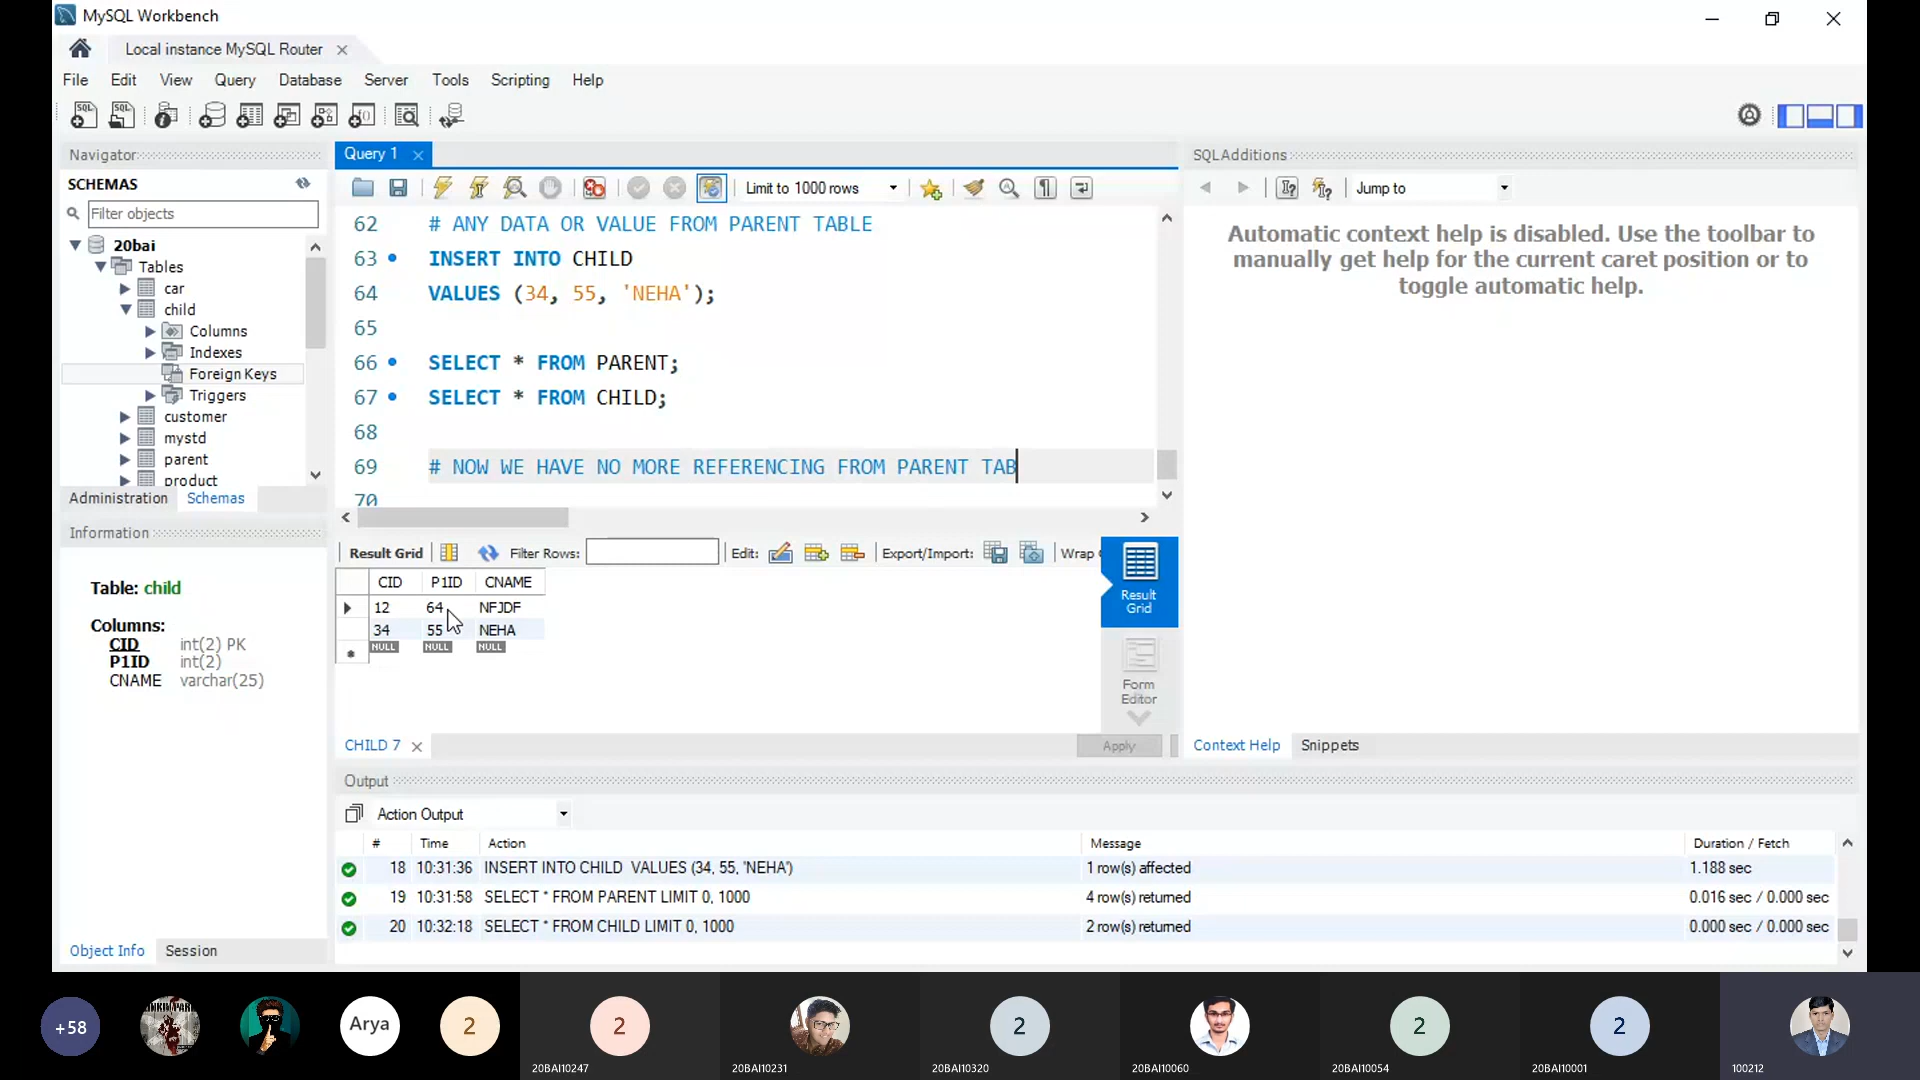 MySQL Workbench
Local instance MySQL Router
File Edit View Query Database Server Tools Scripting Help
Navigator
SCHEMAS
Filter objects
20bai
Tables
car
child
Columns
Indexes
Foreign Keys
Triggers
customer
mystd
parent
product
Administration Schemas
Information
Table: child
Columns:
CID int(2) PK
P1ID int(2)
CNAME varchar(25)
Object Info Session
Query 1
Limit to 1000 rows
62 # ANY DATA OR VALUE FROM PARENT TABLE
63 INSERT INTO CHILD
64 VALUES (34, 55, 'NEHA');
65
66 SELECT * FROM PARENT;
67 SELECT * FROM CHILD;
68
69 # NOW WE HAVE NO MORE REFERENCING FROM PARENT TAB
70
Result Grid Filter Rows: Edit: Export/Import: Wrap
CID P1ID CNAME
12 64 NFJDF
34 55 NEHA
NULL NULL NULL
Result
Grid
Form
Editor
CHILD 7
Apply
SQLAdditions
Jump to
Automatic context help is disabled. Use the toolbar to
manually get help for the current caret position or to
toggle automatic help.
Context Help Snippets
Output
Action Output
# Time Action Message Duration / Fetch
18 10:31:36 INSERT INTO CHILD VALUES (34, 55, 'NEHA') 1 row(s) affected 1.188 sec
19 10:31:58 SELECT * FROM PARENT LIMIT 0, 1000 4 row(s) returned 0.016 sec / 0.000 sec
20 10:32:18 SELECT * FROM CHILD LIMIT 0, 1000 2 row(s) returned 0.000 sec / 0.000 sec
+58 Arya 2 2 2 2 2
20BAI10247 20BAI10231 20BAI10320 20BAI10060 20BAI10054 20BAI10001 100212